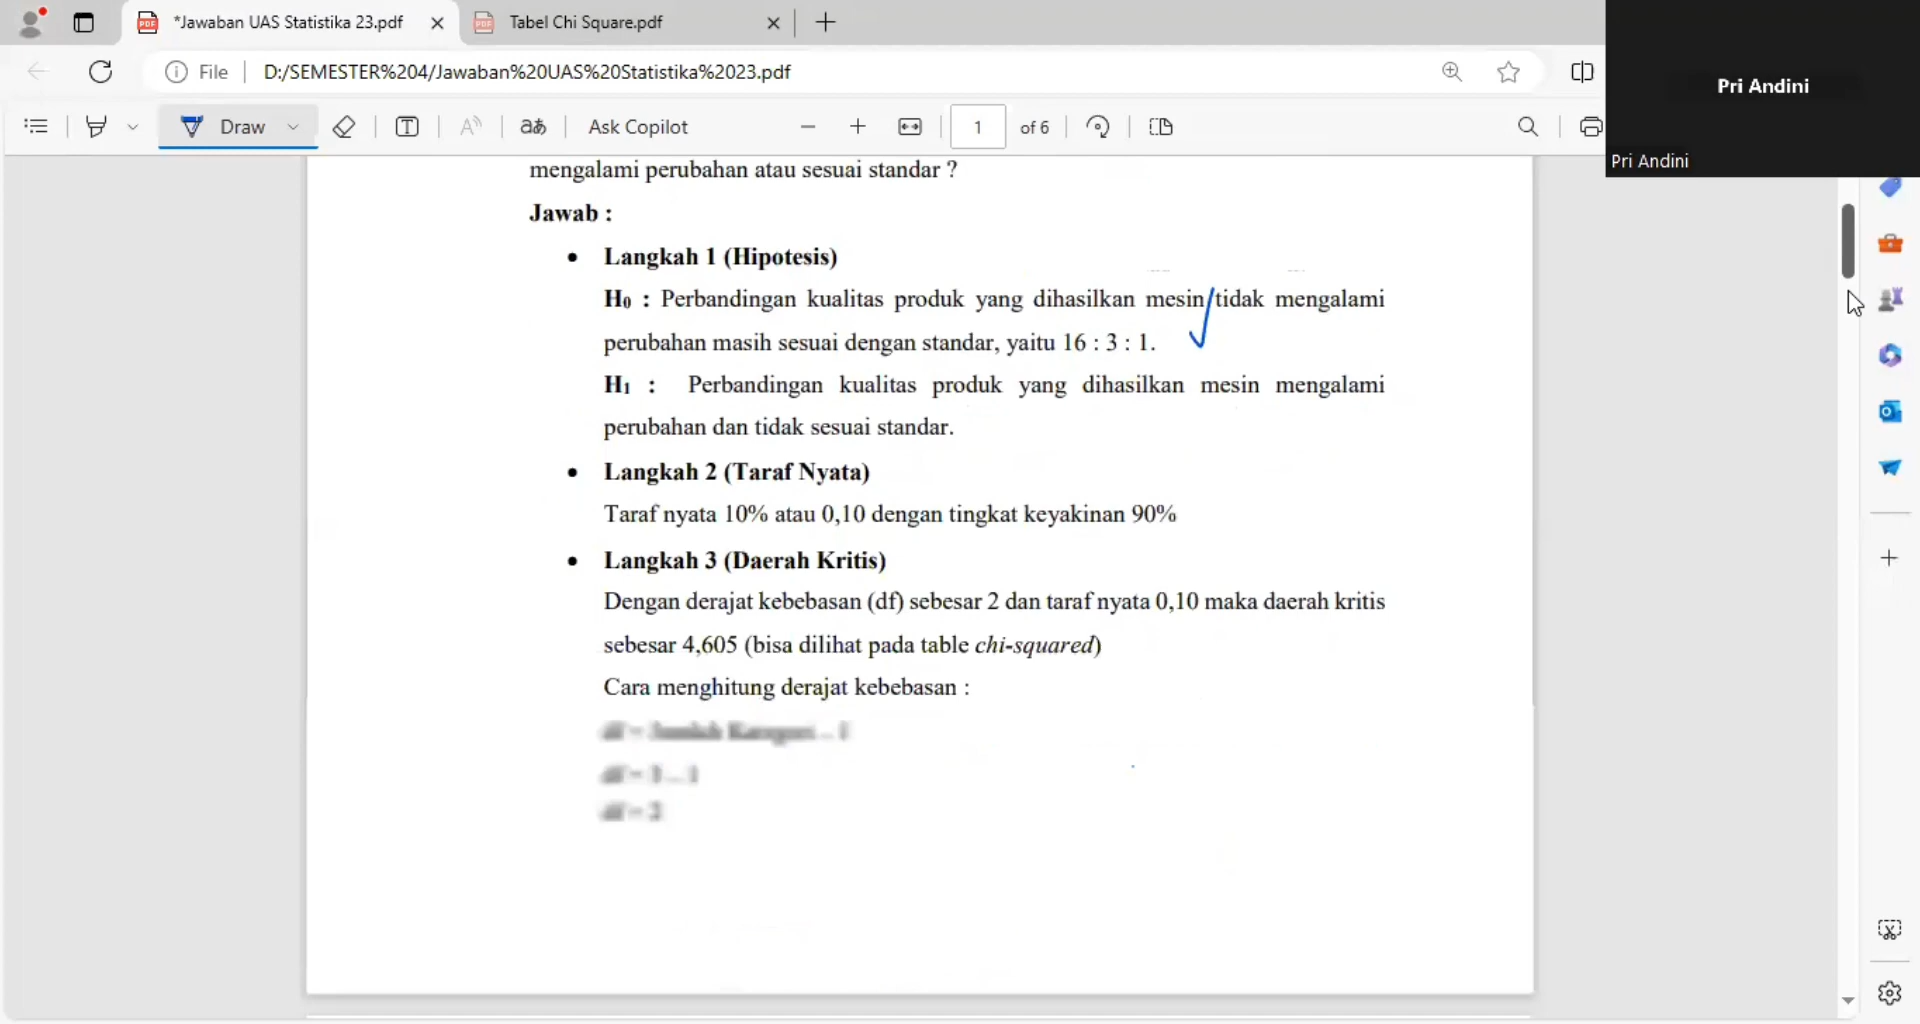 *Jawaban UAS Statistika 23.pdf
Tabel Chi Square.pdf
File
D:/SEMESTER%204/Jawaban%20UAS%20Statistika%2023.pdf
Pri Andini
Pri Andini
Draw
aあ
Ask Copilot
1
of 6
mengalami perubahan atau sesuai standar ?
Jawab :
• Langkah 1 (Hipotesis)
H₀ : Perbandingan kualitas produk yang dihasilkan mesin tidak mengalami
perubahan masih sesuai dengan standar, yaitu 16 : 3 : 1.
H₁ : Perbandingan kualitas produk yang dihasilkan mesin mengalami
perubahan dan tidak sesuai standar.
• Langkah 2 (Taraf Nyata)
Taraf nyata 10% atau 0,10 dengan tingkat keyakinan 90%
• Langkah 3 (Daerah Kritis)
Dengan derajat kebebasan (df) sebesar 2 dan taraf nyata 0,10 maka daerah kritis
sebesar 4,605 (bisa dilihat pada table chi-squared)
Cara menghitung derajat kebebasan :